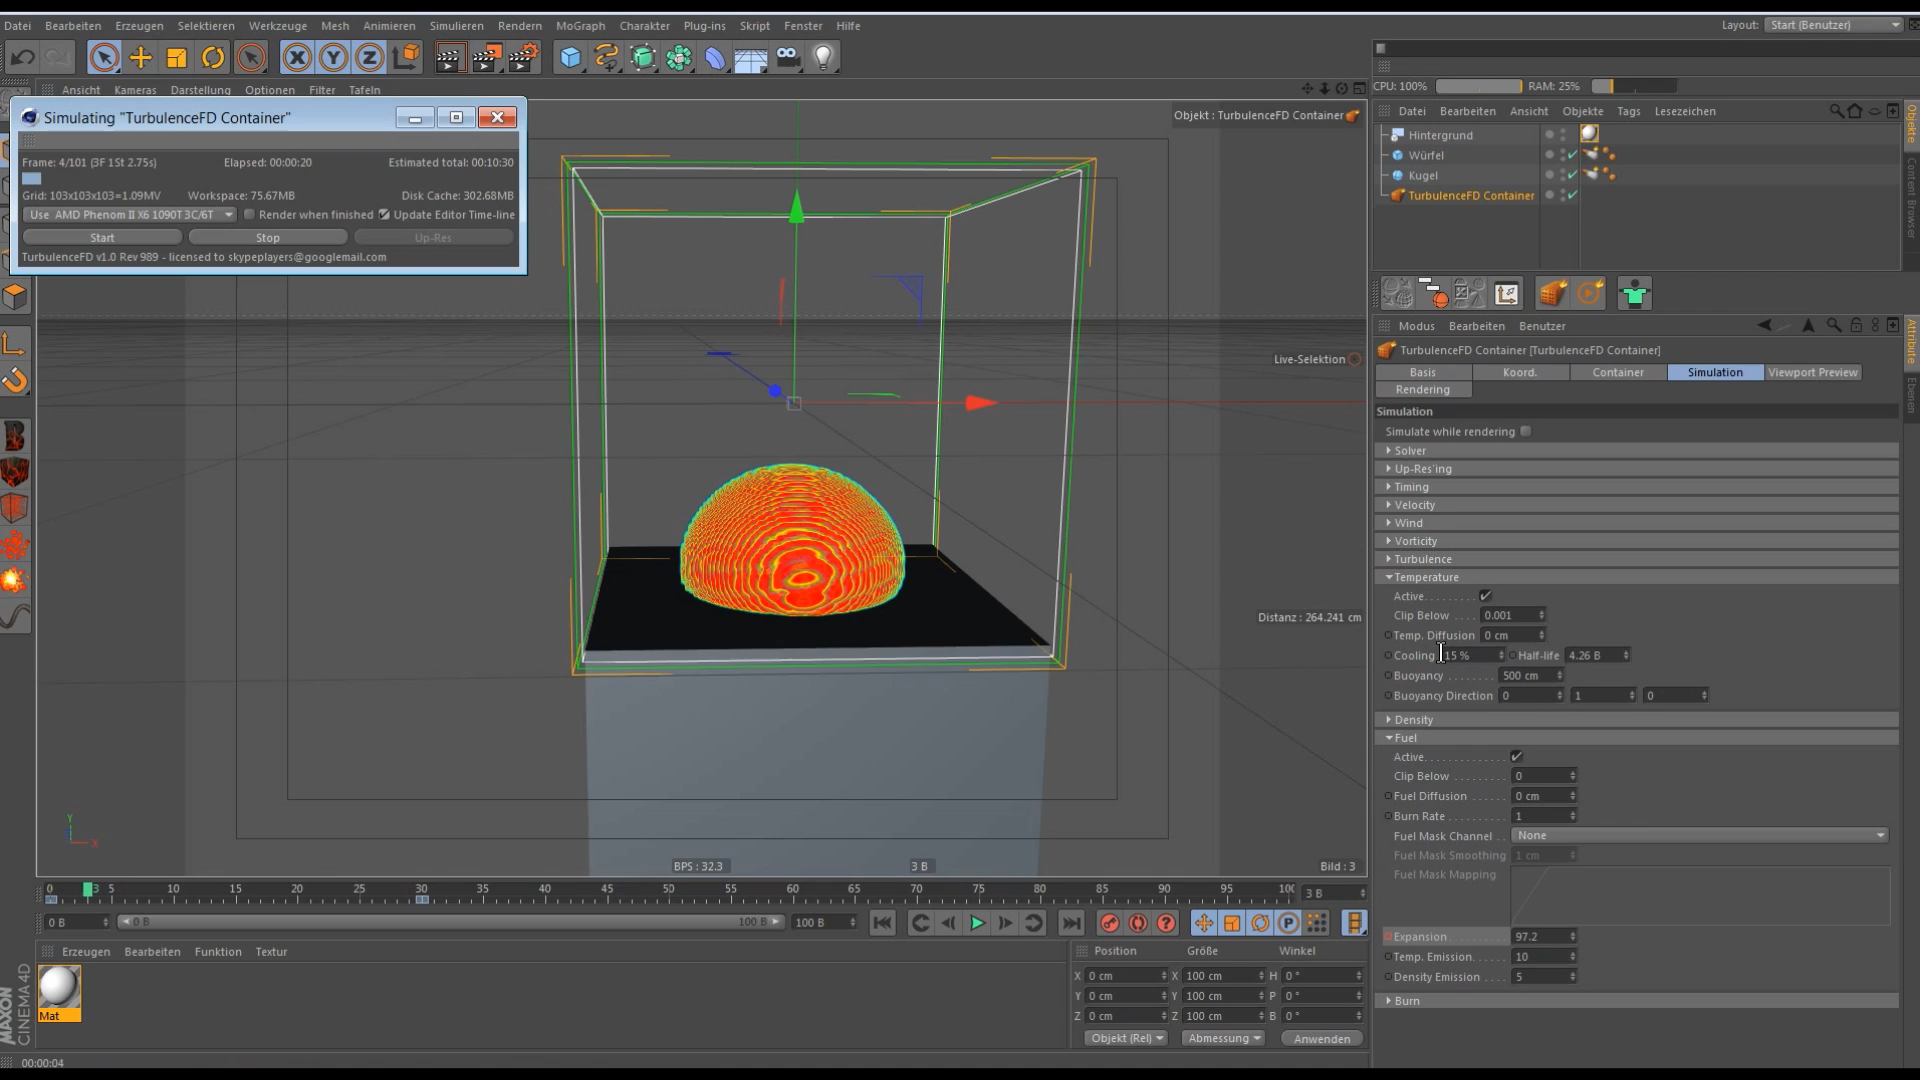 Datei Bearbeiten Erzeugen Selektieren Werkzeuge Mesh Animieren Simulieren Rendern MoGraph Charakter Plug-ins Skript Fenster Hilfe
Layout: Start (Benutzer)
X Y Z
CPU: 100% RAM: 25%
Ansicht Kameras Darstellung Optionen Filter Tafeln
Simulating "TurbulenceFD Container"
Frame: 4/101 (3F 1St 2.75s) Elapsed: 00:00:20 Estimated total: 00:10:30
Grid: 103x103x103=1.09MV Workspace: 75.67MB Disk Cache: 302.68MB
Use AMD Phenom II X6 1090T 3C/6T Render when finished Update Editor Time-line
Start Stop Up-Res
TurbulenceFD v1.0 Rev 989 - licensed to skypeplayers@googlemail.com
Objekt : TurbulenceFD Container
Live-Selektion
Distanz : 264.241 cm
Y
X
BPS : 32.3 3 B Bild : 3
Datei Bearbeiten Ansicht Objekte Tags Lesezeichen
Hintergrund
Würfel
Kugel
TurbulenceFD Container
Objekte
Content Browser
Modus Bearbeiten Benutzer
Attribute
Ebenen
TurbulenceFD Container [TurbulenceFD Container]
Basis Koord. Container Simulation Viewport Preview
Rendering
Simulation
Simulate while rendering
Solver
Up-Res'ing
Timing
Velocity
Wind
Vorticity
Turbulence
Temperature
Active
Clip Below 0.001
Temp. Diffusion 0 cm
Cooling 15 % Half-life 4.26 B
Buoyancy 500 cm
Buoyancy Direction 0 1 0
Density
Fuel
Active
Clip Below 0
Fuel Diffusion 0 cm
Burn Rate 1
Fuel Mask Channel None
Fuel Mask Smoothing 1 cm
Fuel Mask Mapping
Expansion 97.2
Temp. Emission 10
Density Emission 5
Burn
0 3 5 10 15 20 25 30 35 40 45 50 55 60 65 70 75 80 85 90 95 100 3 B
0 B 0 B 100 B 100 B
P
Erzeugen Bearbeiten Funktion Textur
Mat
MAXON
CINEMA 4D
Position Größe Winkel
X 0 cm X 100 cm H 0 °
Y 0 cm Y 100 cm P 0 °
Z 0 cm Z 100 cm B 0 °
Objekt (Rel) Abmessung Anwenden
00:00:04